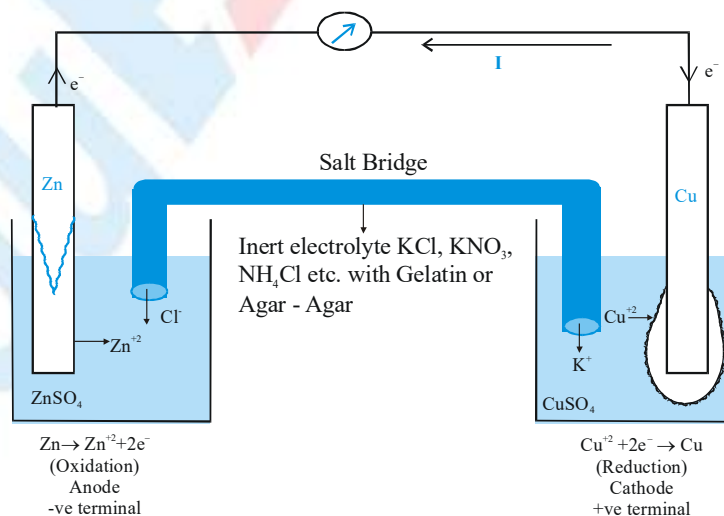 I
e⁻
e⁻
Zn
Salt Bridge
Cu
Inert electrolyte KCl, KNO₃,
NH₄Cl etc. with Gelatin or
Agar - Agar
Cl⁻
Zn⁺²
Cu⁺²
K⁺
ZnSO₄
CuSO₄
Zn→ Zn⁺²+2e⁻
(Oxidation)
Anode
-ve terminal
Cu⁺² +2e⁻ → Cu
(Reduction)
Cathode
+ve terminal